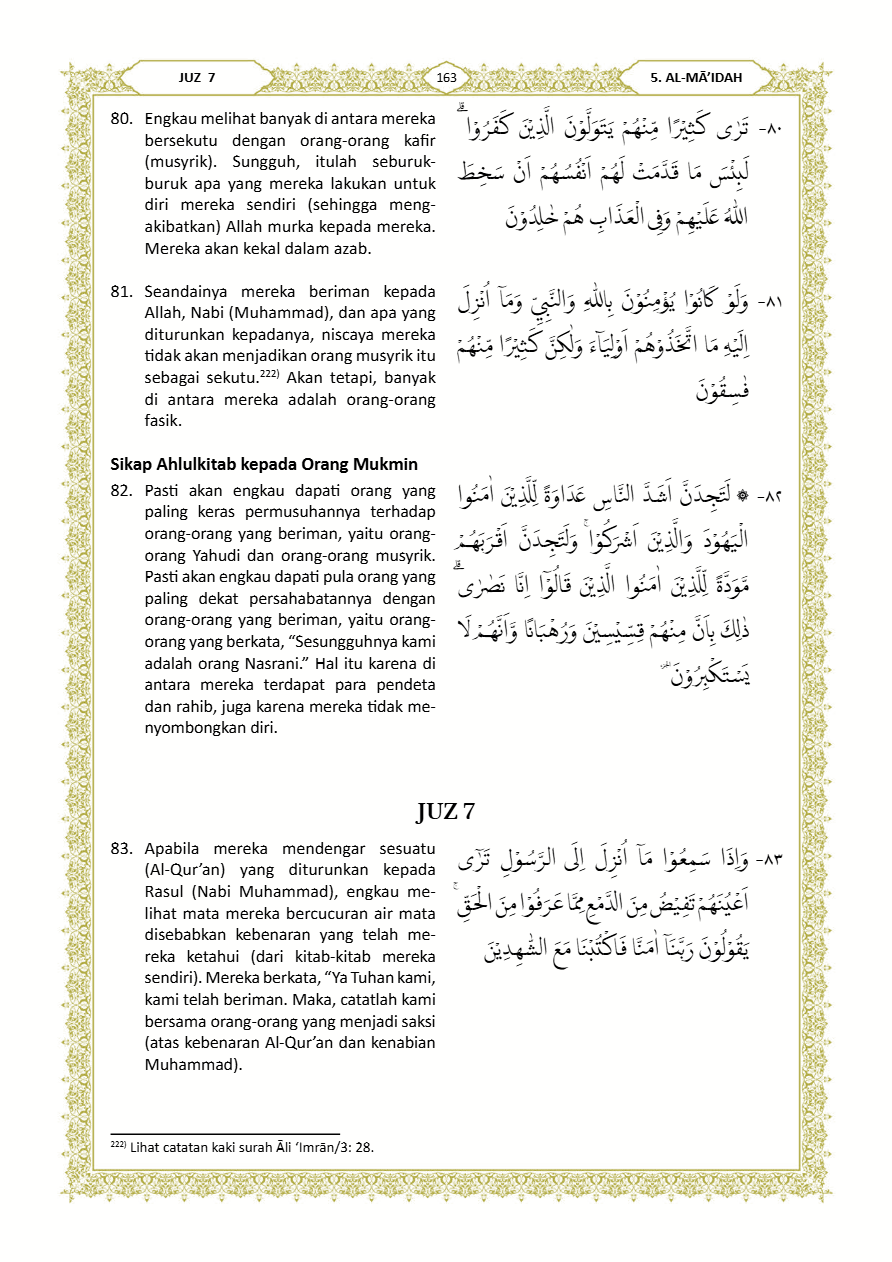 JUZ 7
163
5. AL-MĀ’IDAH
80. Engkau melihat banyak di antara mereka
bersekutu dengan orang-orang kafir
(musyrik). Sungguh, itulah seburuk-
buruk apa yang mereka lakukan untuk
diri mereka sendiri (sehingga meng-
akibatkan) Allah murka kepada mereka.
Mereka akan kekal dalam azab.
٨٠- تَرٰى كَثِيْرًا مِّنْهُمْ يَتَوَلَّوْنَ الَّذِيْنَ كَفَرُوْا ۗ
لَبِئْسَ مَا قَدَّمَتْ لَهُمْ اَنْفُسُهُمْ اَنْ سَخِطَ
اللّٰهُ عَلَيْهِمْ وَفِى الْعَذَابِ هُمْ خٰلِدُوْنَ
81. Seandainya mereka beriman kepada
Allah, Nabi (Muhammad), dan apa yang
diturunkan kepadanya, niscaya mereka
tidak akan menjadikan orang musyrik itu
sebagai sekutu.²²²⁾ Akan tetapi, banyak
di antara mereka adalah orang-orang
fasik.
٨١- وَلَوْ كَانُوْا يُؤْمِنُوْنَ بِاللّٰهِ وَالنَّبِيِّ وَمَآ اُنْزِلَ
اِلَيْهِ مَا اتَّخَذُوْهُمْ اَوْلِيَاۤءَ وَلٰكِنَّ كَثِيْرًا مِّنْهُمْ
فٰسِقُوْنَ
Sikap Ahlulkitab kepada Orang Mukmin
82. Pasti akan engkau dapati orang yang
paling keras permusuhannya terhadap
orang-orang yang beriman, yaitu orang-
orang Yahudi dan orang-orang musyrik.
Pasti akan engkau dapati pula orang yang
paling dekat persahabatannya dengan
orang-orang yang beriman, yaitu orang-
orang yang berkata, “Sesungguhnya kami
adalah orang Nasrani.” Hal itu karena di
antara mereka terdapat para pendeta
dan rahib, juga karena mereka tidak me-
nyombongkan diri.
٨٢- ۞ لَتَجِدَنَّ اَشَدَّ النَّاسِ عَدَاوَةً لِّلَّذِيْنَ اٰمَنُوا
الْيَهُوْدَ وَالَّذِيْنَ اَشْرَكُوْاۚ وَلَتَجِدَنَّ اَقْرَبَهُمْ
مَّوَدَّةً لِّلَّذِيْنَ اٰمَنُوا الَّذِيْنَ قَالُوْٓا اِنَّا نَصٰرٰى ۗ
ذٰلِكَ بِاَنَّ مِنْهُمْ قِسِّيْسِيْنَ وَرُهْبَانًا وَّاَنَّهُمْ لَا
يَسْتَكْبِرُوْنَ ۔
JUZ 7
83. Apabila mereka mendengar sesuatu
(Al-Qur’an) yang diturunkan kepada
Rasul (Nabi Muhammad), engkau me-
lihat mata mereka bercucuran air mata
disebabkan kebenaran yang telah me-
reka ketahui (dari kitab-kitab mereka
sendiri). Mereka berkata, “Ya Tuhan kami,
kami telah beriman. Maka, catatlah kami
bersama orang-orang yang menjadi saksi
(atas kebenaran Al-Qur’an dan kenabian
Muhammad).
٨٣- وَاِذَا سَمِعُوْا مَآ اُنْزِلَ اِلَى الرَّسُوْلِ تَرٰٓى
اَعْيُنَهُمْ تَفِيْضُ مِنَ الدَّمْعِ مِمَّا عَرَفُوْا مِنَ الْحَقِّۚ
يَقُوْلُوْنَ رَبَّنَآ اٰمَنَّا فَاكْتُبْنَا مَعَ الشّٰهِدِيْنَ
²²²⁾ Lihat catatan kaki surah Āli ‘Imrān/3: 28.